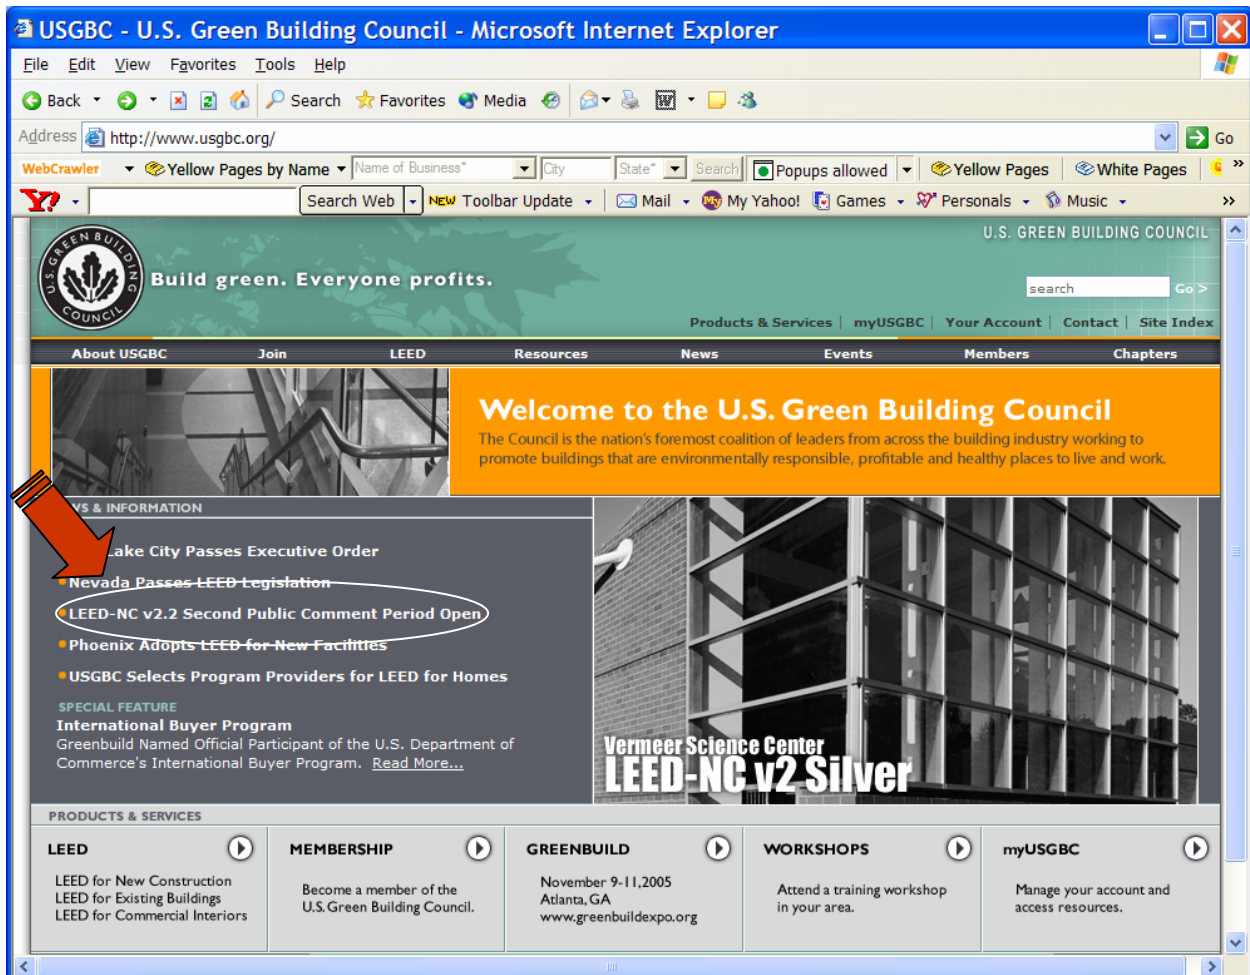 USGBC - U.S. Green Building Council - Microsoft Internet Explorer
File Edit View Favorites Tools Help
Back Search Favorites Media
Address http://www.usgbc.org/ Go
WebCrawler Yellow Pages by Name Name of Business* City State* Search Popups allowed Yellow Pages White Pages »
Y? Search Web NEW Toolbar Update Mail My My Yahoo! Games Personals Music »
U.S. GREEN BUILDING COUNCIL
U.S. GREEN BUILDING COUNCIL
Build green. Everyone profits.
search Go >
Products & Services | myUSGBC | Your Account | Contact | Site Index
About USGBC Join LEED Resources News Events Members Chapters
Welcome to the U.S. Green Building Council
The Council is the nation's foremost coalition of leaders from across the building industry working to
promote buildings that are environmentally responsible, profitable and healthy places to live and work.
& INFORMATION
Lake City Passes Executive Order
Nevada Passes LEED Legislation
LEED-NC v2.2 Second Public Comment Period Open
Phoenix Adopts LEED for New Facilities
USGBC Selects Program Providers for LEED for Homes
SPECIAL FEATURE
International Buyer Program
Greenbuild Named Official Participant of the U.S. Department of
Commerce's International Buyer Program. Read More...
Vermeer Science Center
LEED-NC v2 Silver
PRODUCTS & SERVICES
LEED
LEED for New Construction
LEED for Existing Buildings
LEED for Commercial Interiors
MEMBERSHIP
Become a member of the
U.S. Green Building Council.
GREENBUILD
November 9-11,2005
Atlanta, GA
www.greenbuildexpo.org
WORKSHOPS
Attend a training workshop
in your area.
myUSGBC
Manage your account and
access resources.